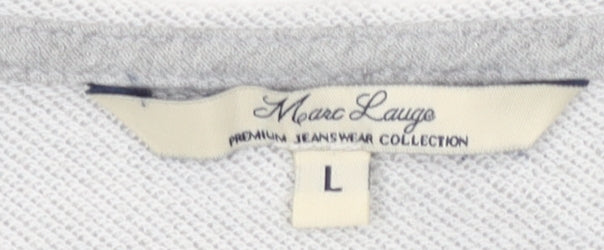 Marc Lauge
PREMIUM JEANSWEAR COLLECTION
L